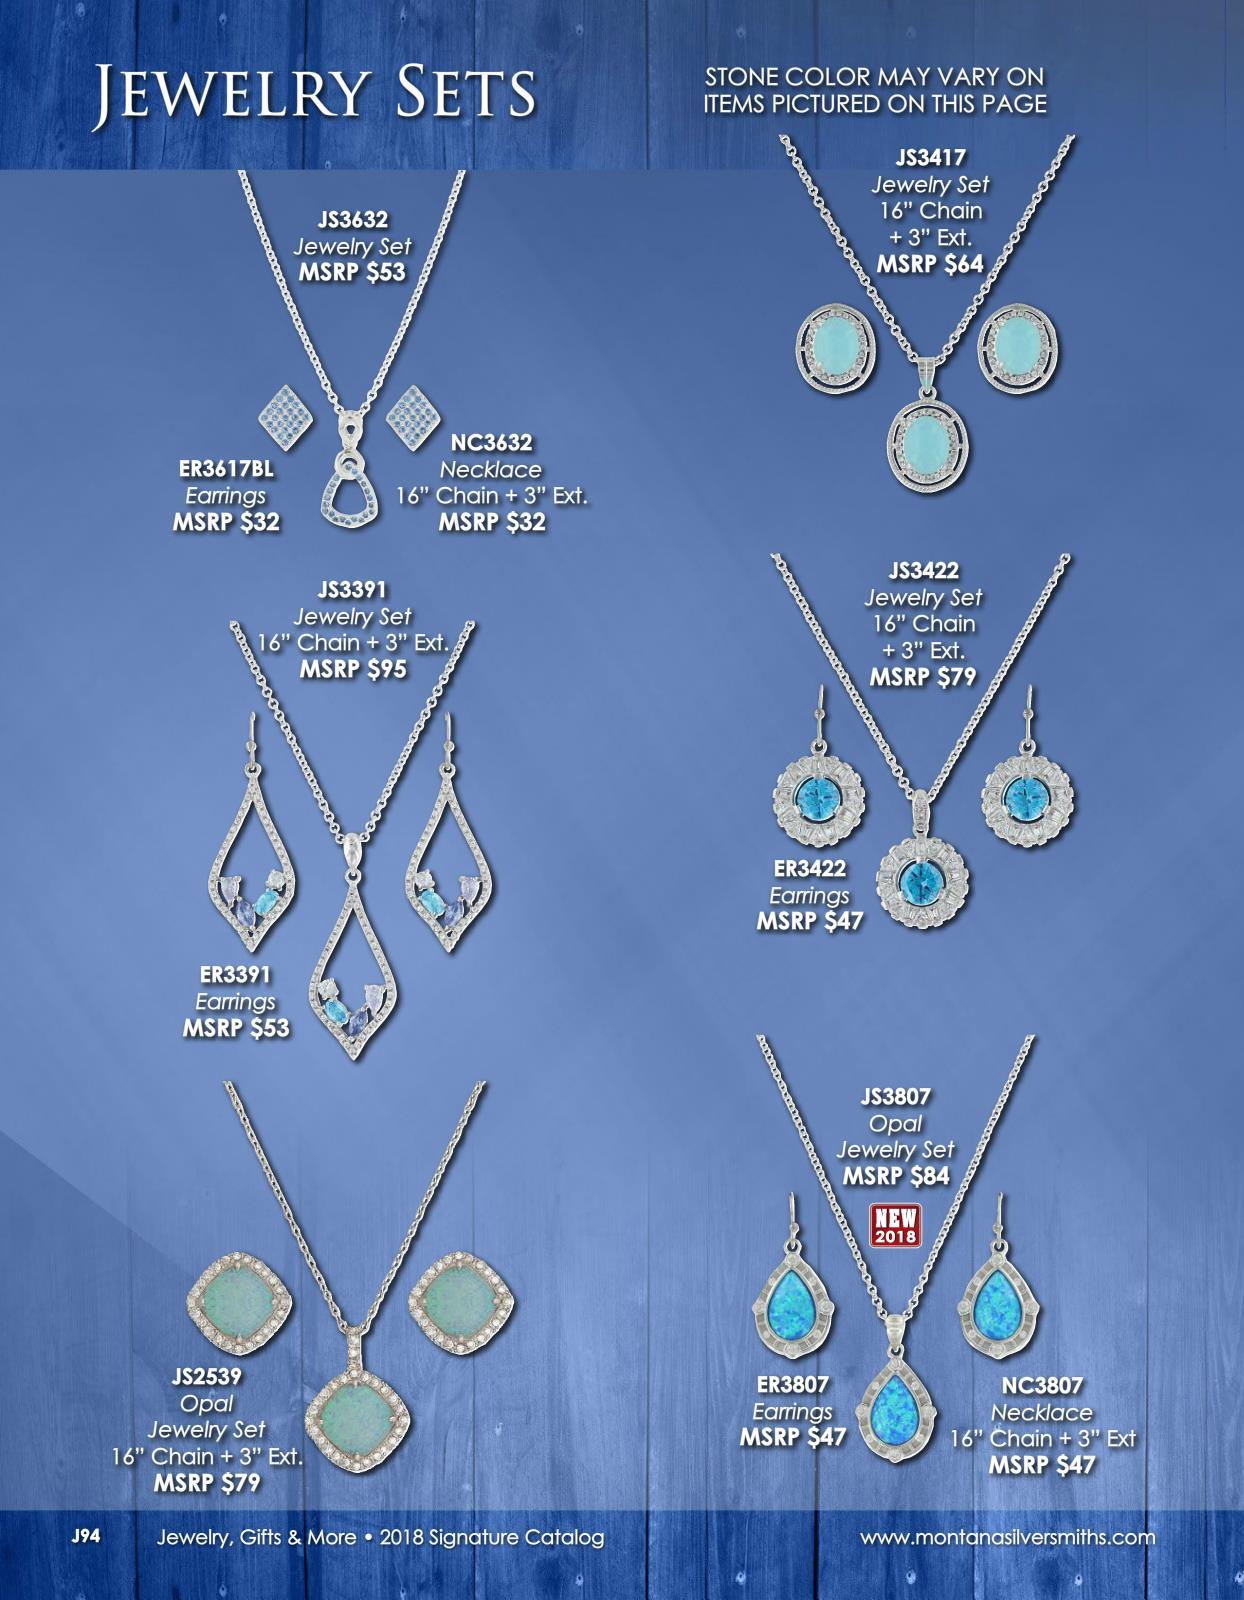 JEWELRY SETS
STONE COLOR MAY VARY ON
ITEMS PICTURED ON THIS PAGE
JS3632
Jewelry Set
MSRP $53
ER3617BL
Earrings
MSRP $32
NC3632
Necklace
16” Chain + 3” Ext.
MSRP $32
JS3417
Jewelry Set
16” Chain
+ 3” Ext.
MSRP $64
JS3391
Jewelry Set
16” Chain + 3” Ext.
MSRP $95
ER3391
Earrings
MSRP $53
JS3422
Jewelry Set
16” Chain
+ 3” Ext.
MSRP $79
ER3422
Earrings
MSRP $47
JS2539
Opal
Jewelry Set
16” Chain + 3” Ext.
MSRP $79
JS3807
Opal
Jewelry Set
MSRP $84
NEW
2018
ER3807
Earrings
MSRP $47
NC3807
Necklace
16” Chain + 3” Ext
MSRP $47
J94
Jewelry, Gifts & More • 2018 Signature Catalog
www.montanasilversmiths.com